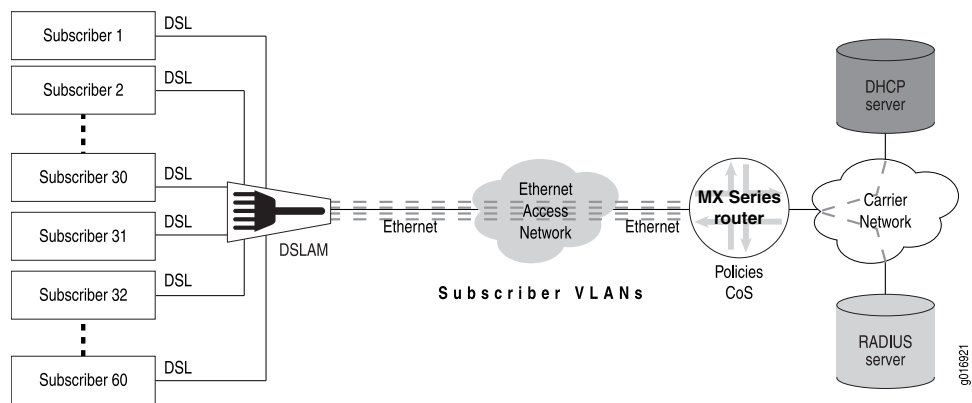 Subscriber 1
DSL
Subscriber 2
DSL
Subscriber 30
DSL
Subscriber 31
DSL
Subscriber 32
DSL
Subscriber 60
DSL
DSLAM
Ethernet
Ethernet
Access
Network
Ethernet
Subscriber VLANs
MX Series
router
Policies
CoS
DHCP
server
Carrier
Network
RADIUS
server
g016921